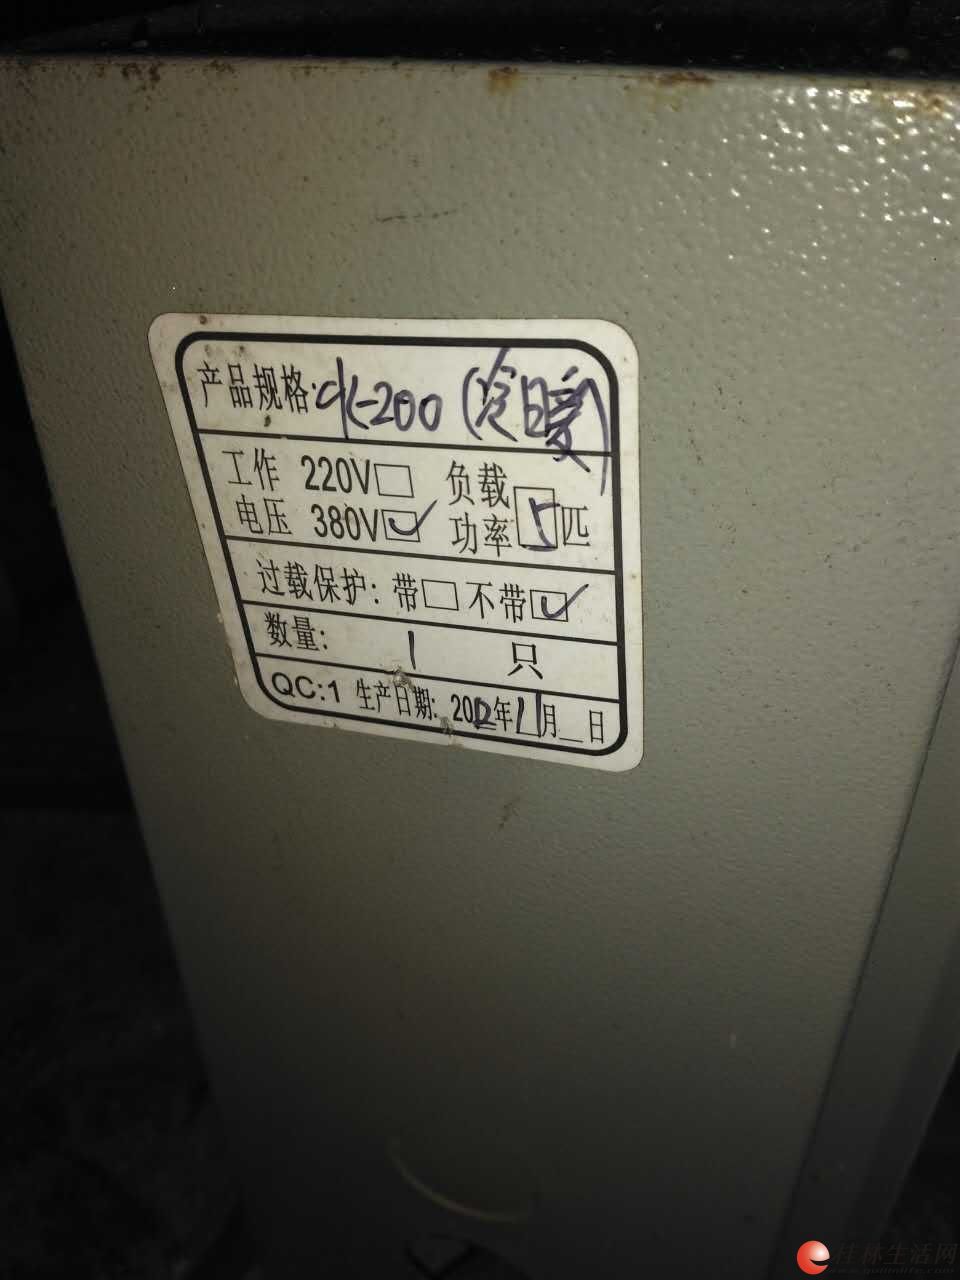 产品规格:CK-200(冷暖)
工作 220V□ 负载
电压 380V☑ 功率 5 匹
过载保护:带□ 不带☑
数量: 1 只
QC:1 生产日期: 2012年11月_日
桂林生活网